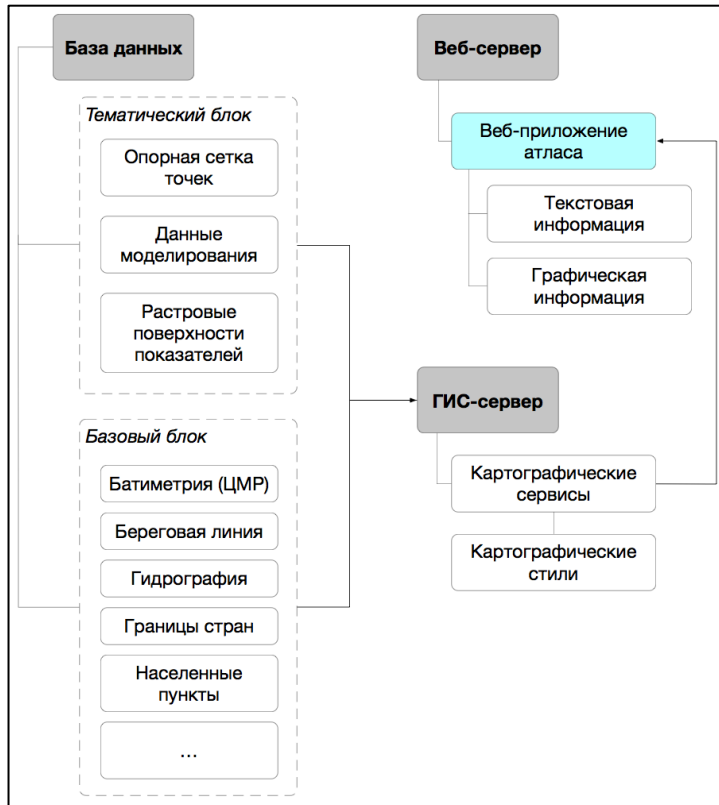 База данных
Тематический блок
Опорная сетка
точек
Данные
моделирования
Растровые
поверхности
показателей
Базовый блок
Батиметрия (ЦМР)
Береговая линия
Гидрография
Границы стран
Населенные
пункты
...
Веб-сервер
Веб-приложение
атласа
Текстовая
информация
Графическая
информация
ГИС-сервер
Картографические
сервисы
Картографические
стили